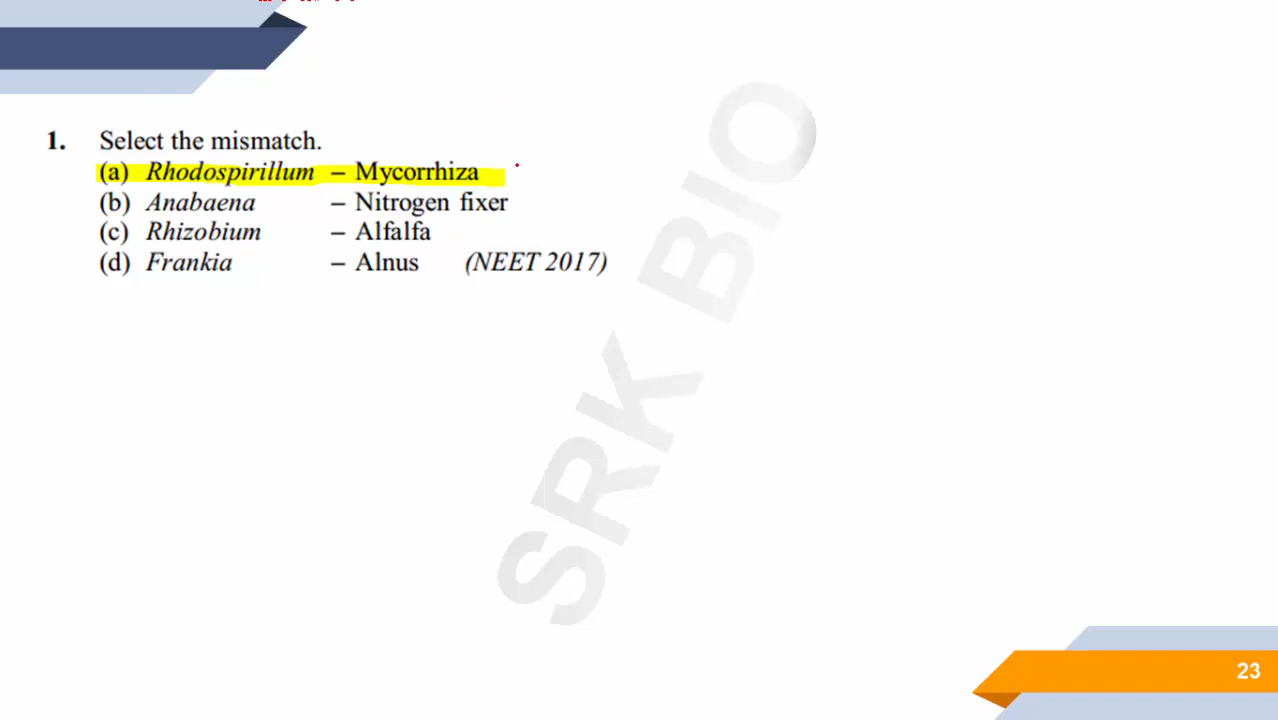 1. Select the mismatch.
(a) Rhodospirillum – Mycorrhiza
(b) Anabaena – Nitrogen fixer
(c) Rhizobium – Alfalfa
(d) Frankia – Alnus (NEET 2017)
SRK BIO
23